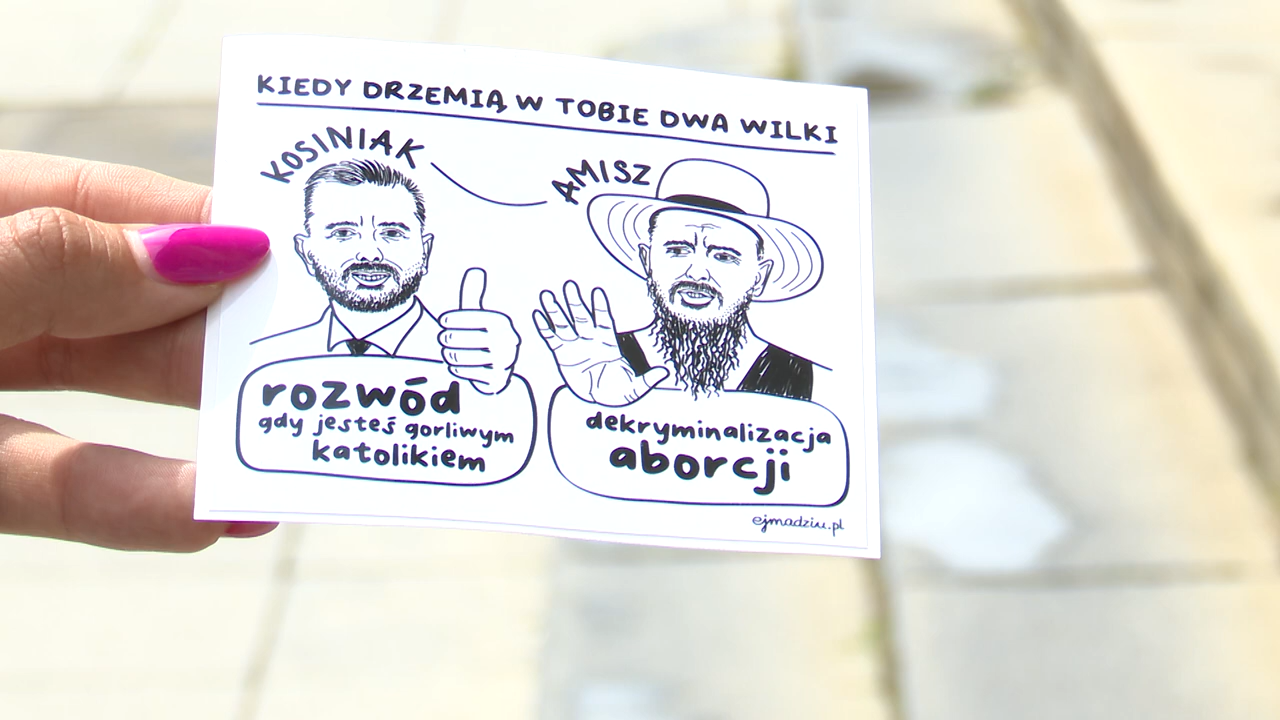 KIEDY DRZEMIĄ W TOBIE DWA WILKI
KOSINIAK
AMISZ
rozwód
gdy jesteś gorliwym
katolikiem
dekryminalizacja
aborcji
ejmadziu.pl